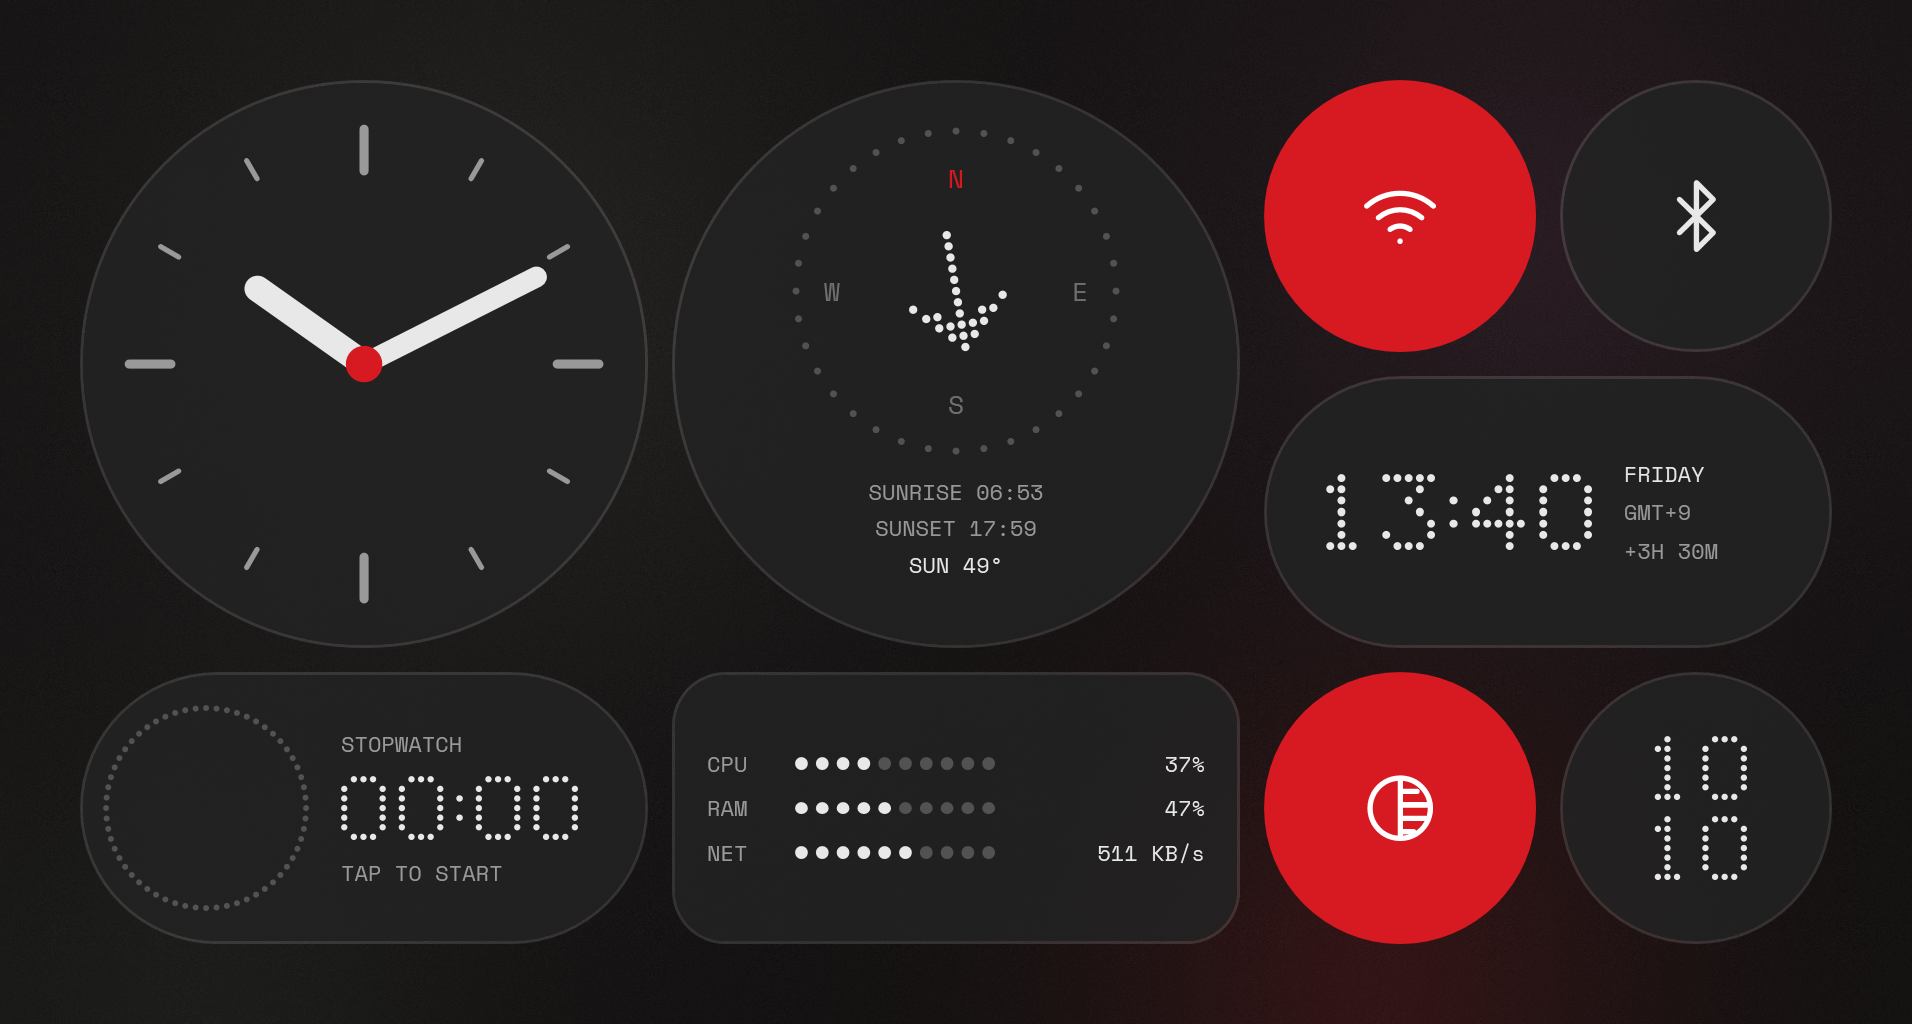 N
W
E
S
SUNRISE 06:53
SUNSET 17:59
SUN 49°
13:40
FRIDAY
GMT+9
+3H 30M
STOPWATCH
00:00
TAP TO START
CPU 37%
RAM 47%
NET 511 KB/s
10
10